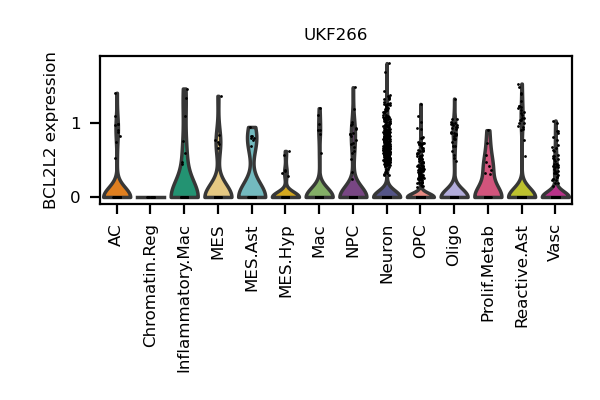 UKF266
BCL2L2 expression
1
0
AC
Chromatin.Reg
Inflammatory.Mac
MES
MES.Ast
MES.Hyp
Mac
NPC
Neuron
OPC
Oligo
Prolif.Metab
Reactive.Ast
Vasc